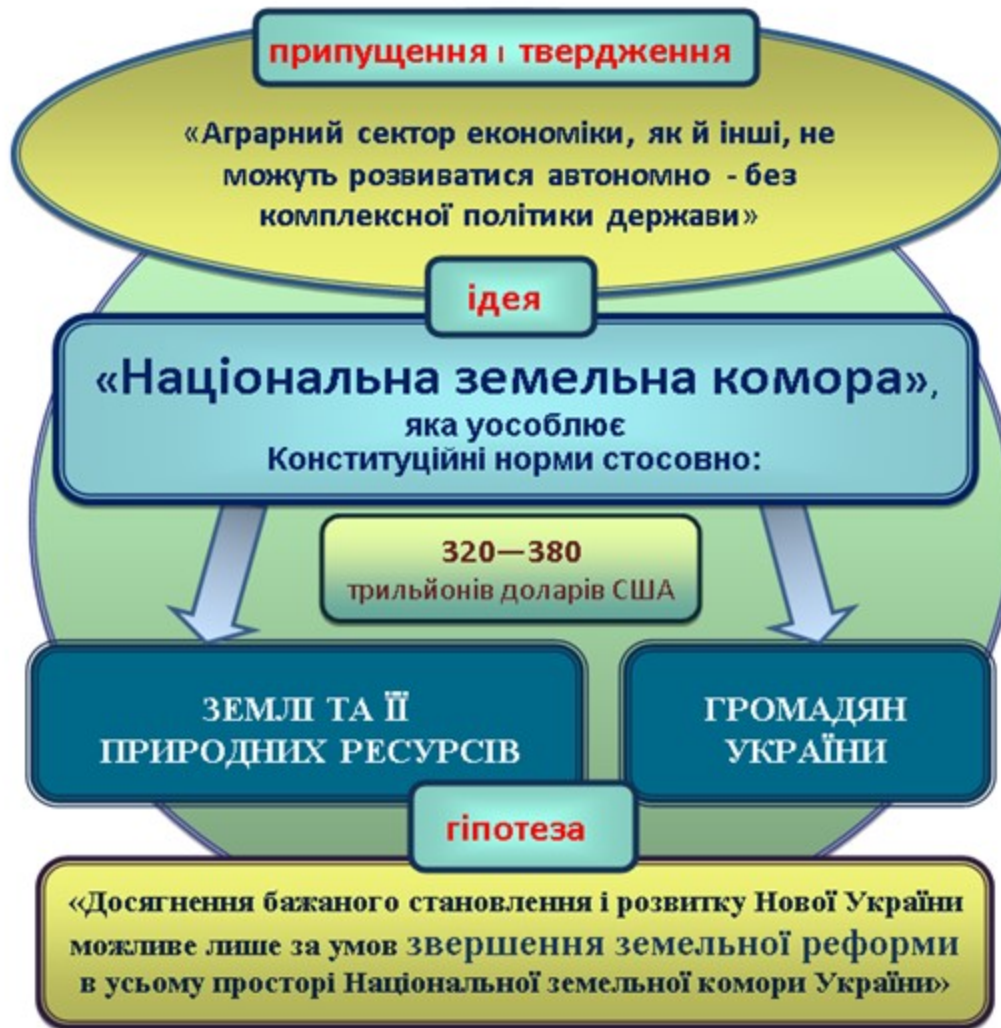 припущення і твердження
«Аграрний сектор економіки, як й інші, не
можуть розвиватися автономно - без
комплексної політики держави»
ідея
«Національна земельна комора»,
яка уособлює
Конституційні норми стосовно:
320—380
трильйонів доларів США
ЗЕМЛІ ТА ЇЇ
ПРИРОДНИХ РЕСУРСІВ
ГРОМАДЯН
УКРАЇНИ
гіпотеза
«Досягнення бажаного становлення і розвитку Нової України
можливе лише за умов звершення земельної реформи
в усьому просторі Національної земельної комори України»